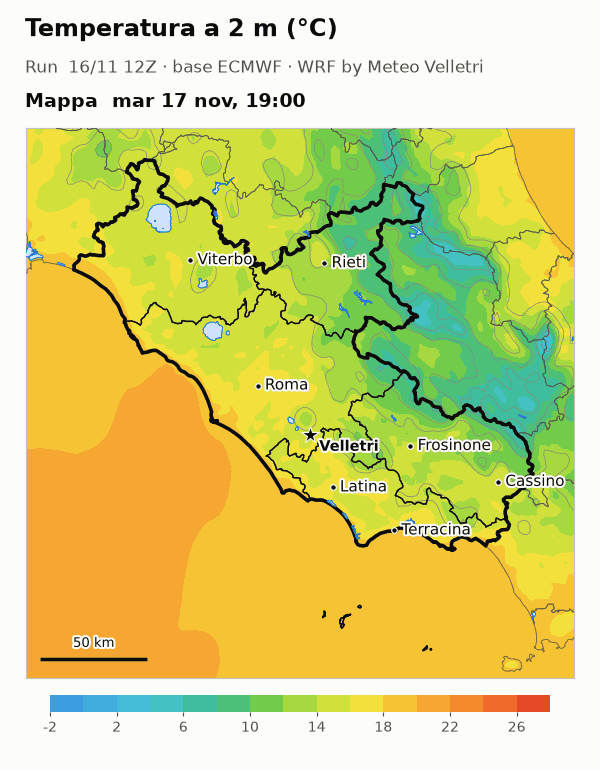 Temperatura a 2 m (°C)
Run  16/11 12Z · base ECMWF · WRF by Meteo Velletri
Mappa  mar 17 nov, 19:00
Viterbo
Rieti
Roma
Velletri
Frosinone
Cassino
Latina
Terracina
50 km
-2 2 6 10 14 18 22 26